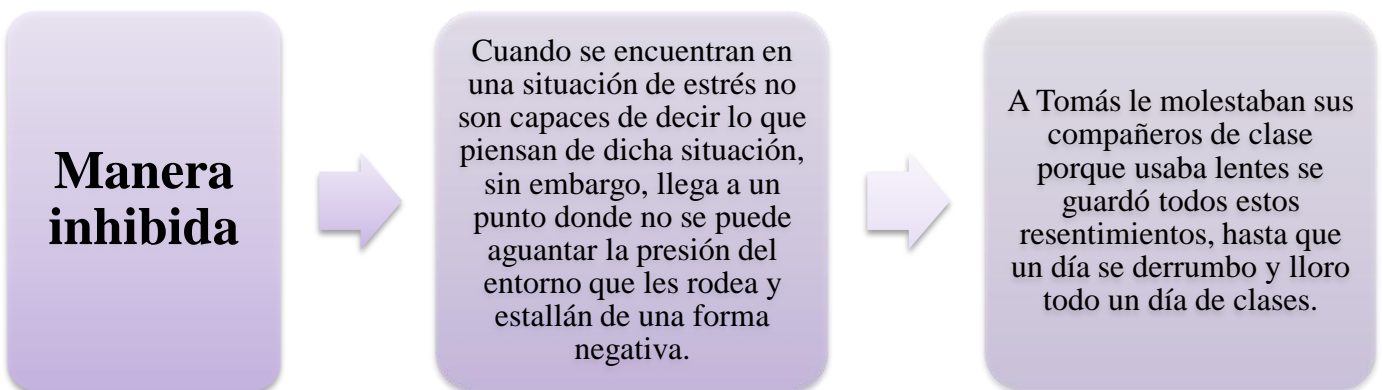 Manera
inhibida
Cuando se encuentran en
una situación de estrés no
son capaces de decir lo que
piensan de dicha situación,
sin embargo, llega a un
punto donde no se puede
aguantar la presión del
entorno que les rodea y
estallán de una forma
negativa.
A Tomás le molestaban sus
compañeros de clase
porque usaba lentes se
guardó todos estos
resentimientos, hasta que
un día se derrumbo y lloro
todo un día de clases.